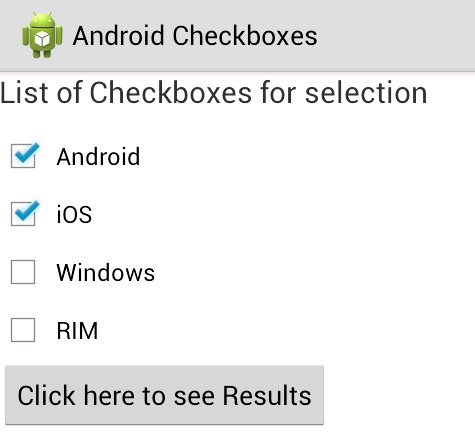 Android Checkboxes
List of Checkboxes for selection
Android
iOS
Windows
RIM
Click here to see Results